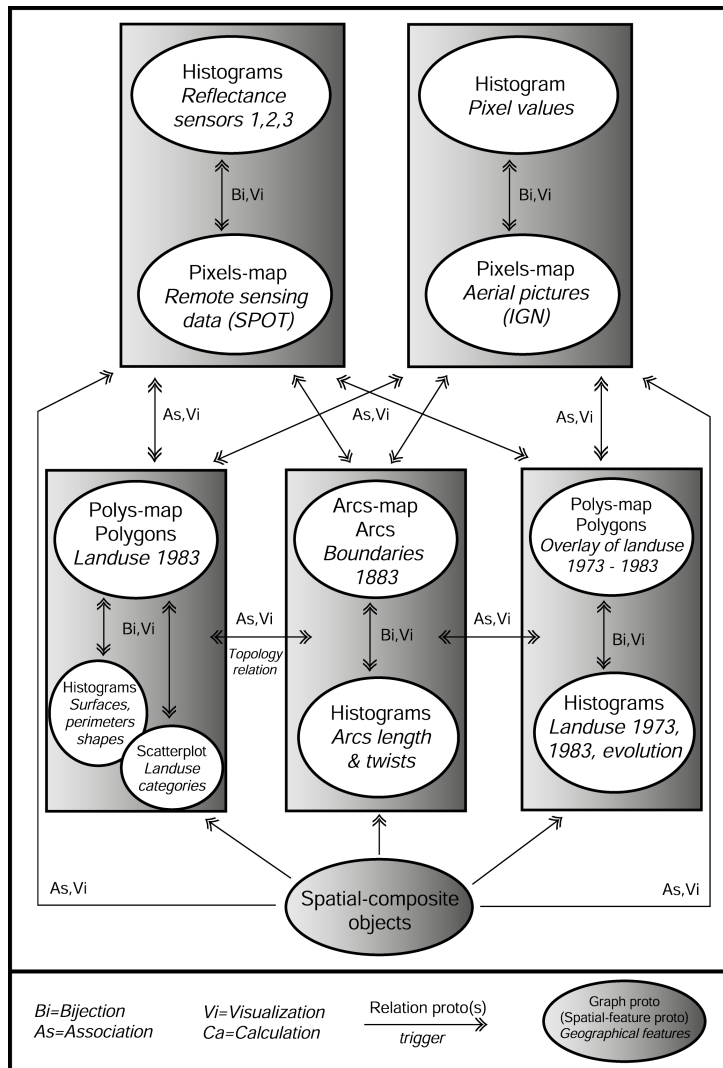 Histograms
Reflectance
sensors 1,2,3
Bi,Vi
Pixels-map
Remote sensing
data (SPOT)
Histogram
Pixel values
Bi,Vi
Pixels-map
Aerial pictures
(IGN)
As,Vi
As,Vi
As,Vi
Polys-map
Polygons
Landuse 1983
Bi,Vi
Histograms
Surfaces,
perimeters
shapes
Scatterplot
Landuse
categories
As,Vi
Topology
relation
Arcs-map
Arcs
Boundaries
1883
Bi,Vi
Histograms
Arcs length
& twists
As,Vi
Polys-map
Polygons
Overlay of landuse
1973 - 1983
Bi,Vi
Histograms
Landuse 1973,
1983, evolution
As,Vi
Spatial-composite
objects
As,Vi
Bi=Bijection
As=Association
Vi=Visualization
Ca=Calculation
Relation proto(s)
trigger
Graph proto
(Spatial-feature proto)
Geographical features